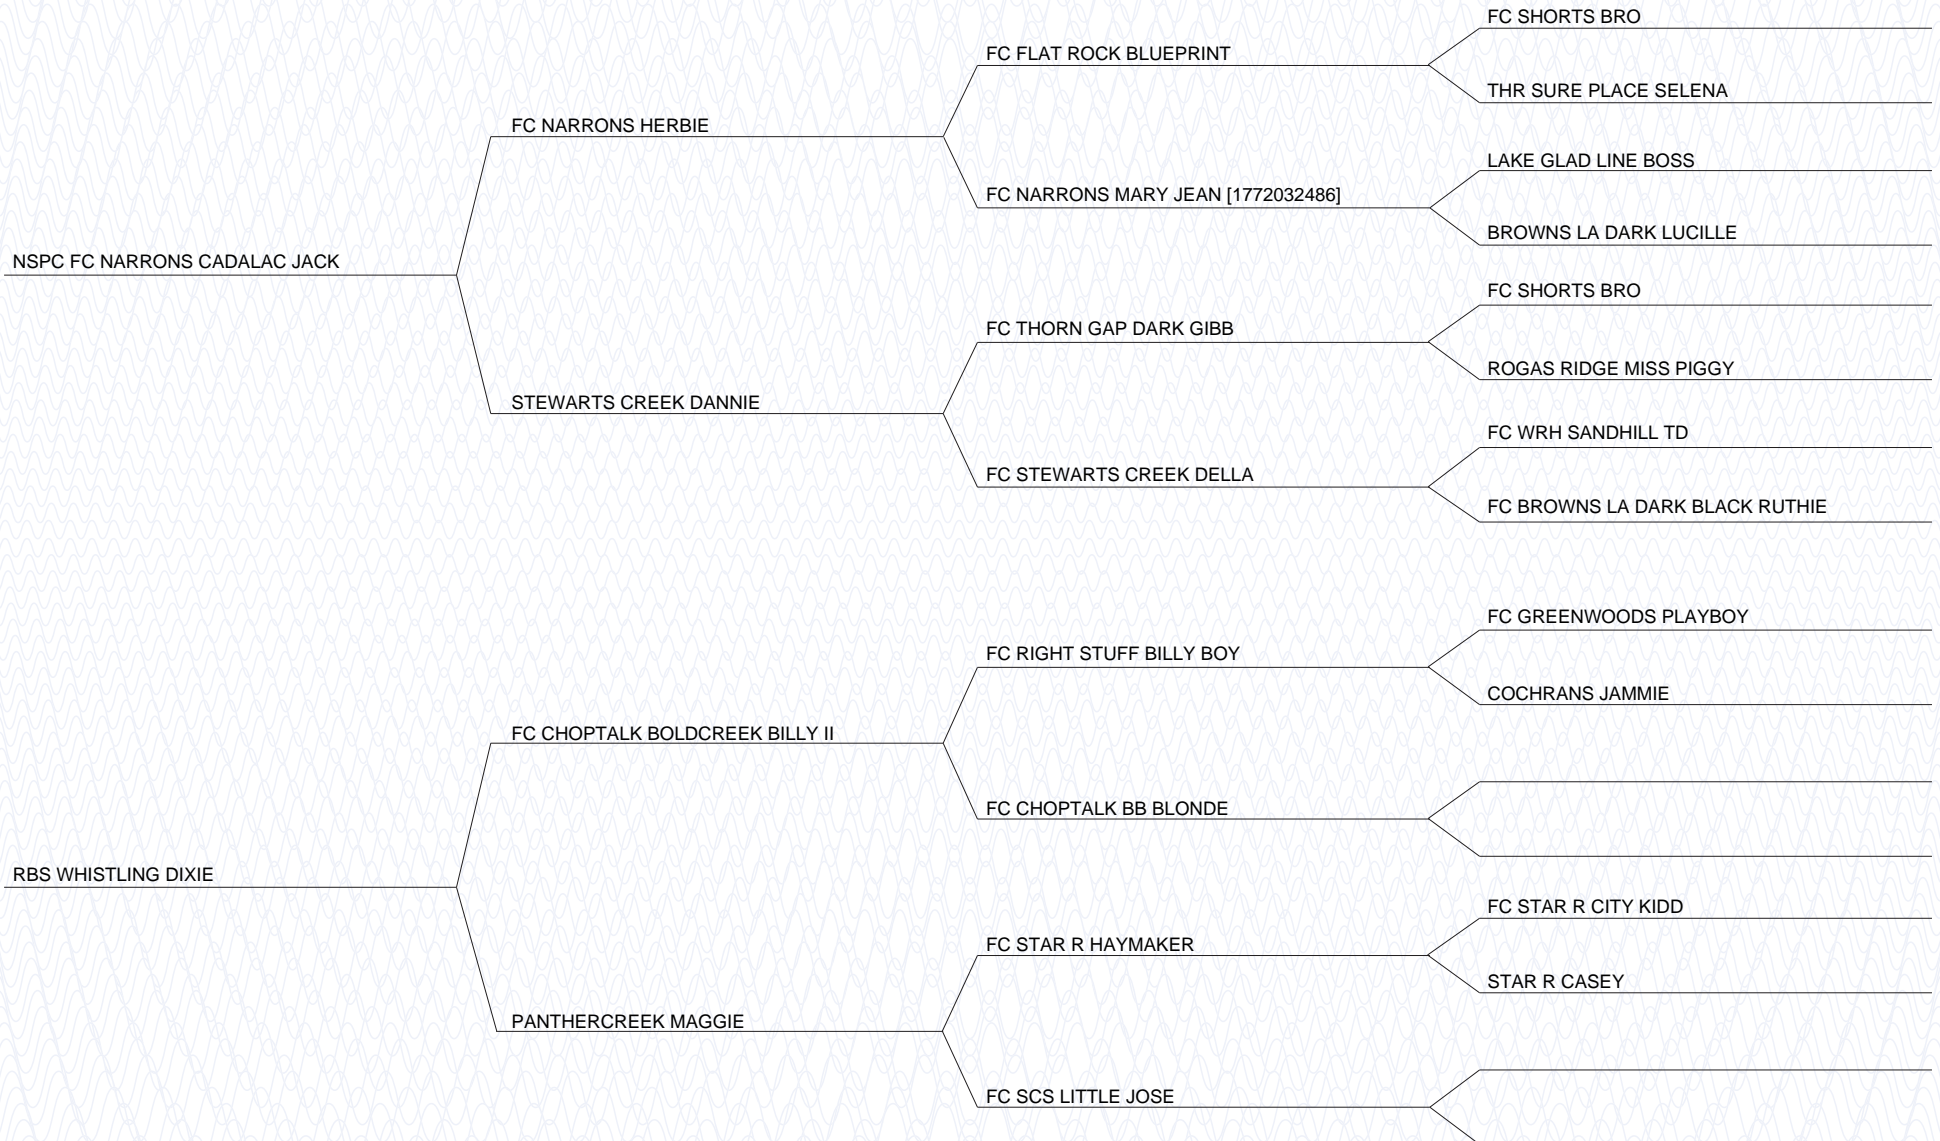 FC SHORTS BRO
FC FLAT ROCK BLUEPRINT
THR SURE PLACE SELENA
FC NARRONS HERBIE
LAKE GLAD LINE BOSS
FC NARRONS MARY JEAN [1772032486]
BROWNS LA DARK LUCILLE
NSPC FC NARRONS CADALAC JACK
FC SHORTS BRO
FC THORN GAP DARK GIBB
ROGAS RIDGE MISS PIGGY
STEWARTS CREEK DANNIE
FC WRH SANDHILL TD
FC STEWARTS CREEK DELLA
FC BROWNS LA DARK BLACK RUTHIE
FC GREENWOODS PLAYBOY
FC RIGHT STUFF BILLY BOY
COCHRANS JAMMIE
FC CHOPTALK BOLDCREEK BILLY II
FC CHOPTALK BB BLONDE
RBS WHISTLING DIXIE
FC STAR R CITY KIDD
FC STAR R HAYMAKER
STAR R CASEY
PANTHERCREEK MAGGIE
FC SCS LITTLE JOSE